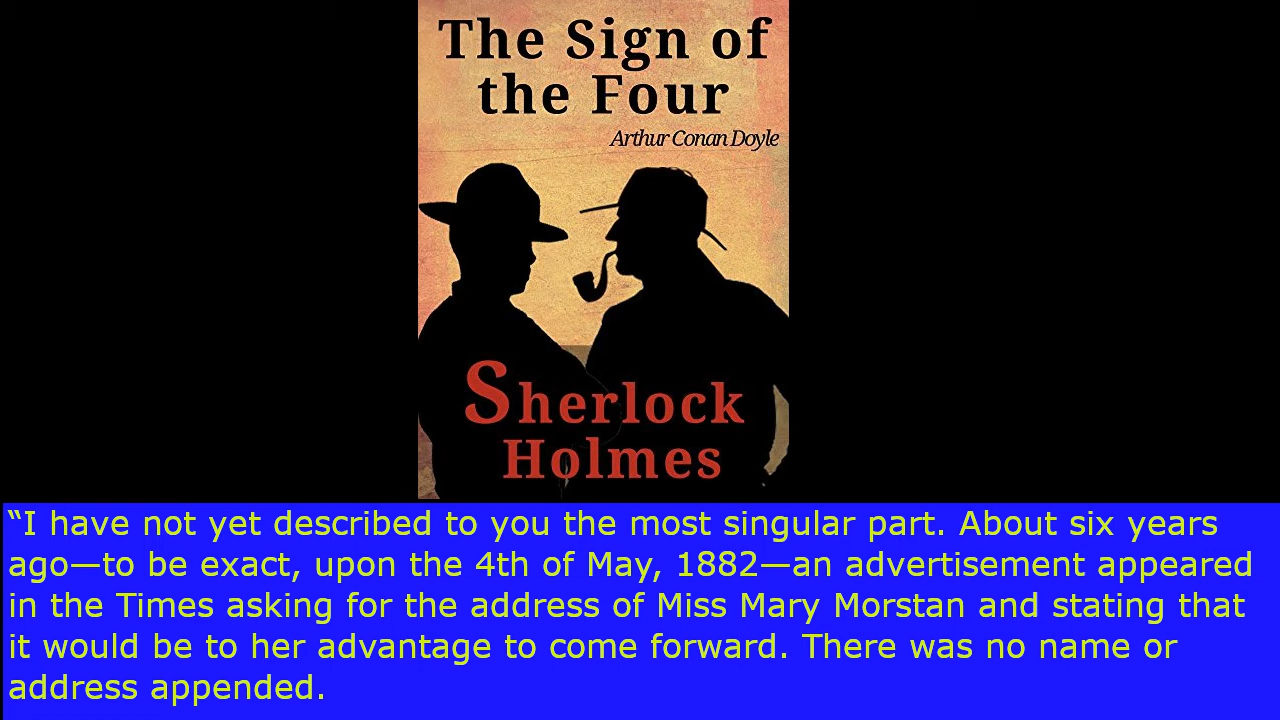 The Sign of
the Four
Arthur Conan Doyle
Sherlock
Holmes
“I have not yet described to you the most singular part. About six years
ago—to be exact, upon the 4th of May, 1882—an advertisement appeared
in the Times asking for the address of Miss Mary Morstan and stating that
it would be to her advantage to come forward. There was no name or
address appended.